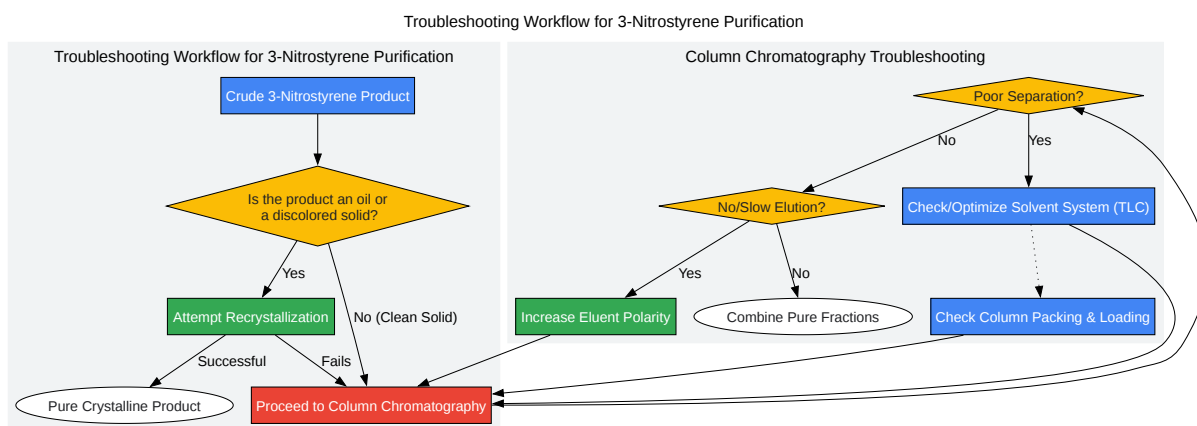 Troubleshooting Workflow for 3-Nitrostyrene Purification
Troubleshooting Workflow for 3-Nitrostyrene Purification
Crude 3-Nitrostyrene Product
Is the product an oil or
a discolored solid?
Yes
No (Clean Solid)
Attempt Recrystallization
Successful
Fails
Pure Crystalline Product
Proceed to Column Chromatography
Column Chromatography Troubleshooting
Poor Separation?
No
Yes
No/Slow Elution?
Check/Optimize Solvent System (TLC)
Yes
No
Increase Eluent Polarity
Combine Pure Fractions
Check Column Packing & Loading